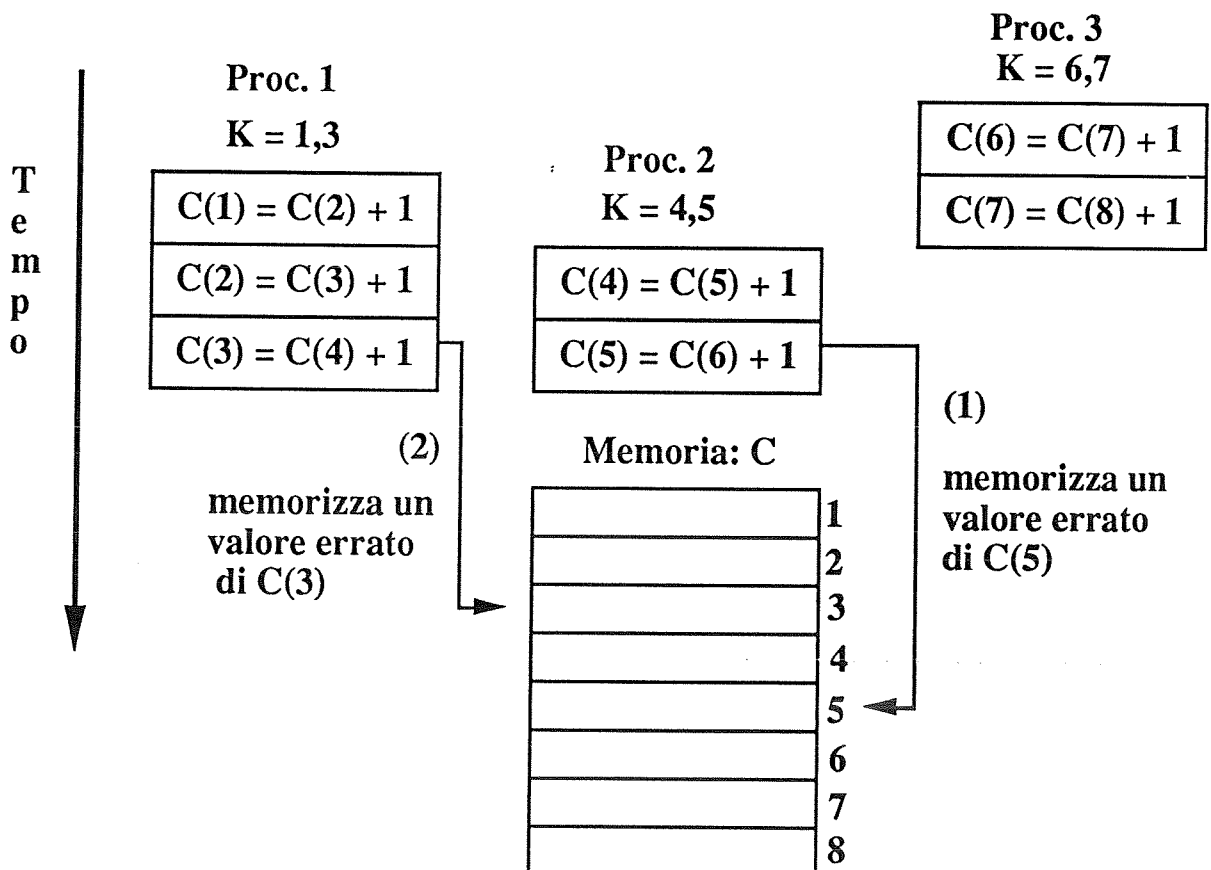 Tempo
Proc. 1
K = 1,3
C(1) = C(2) + 1
C(2) = C(3) + 1
C(3) = C(4) + 1
(2)
memorizza un
valore errato
di C(3)
Proc. 2
K = 4,5
C(4) = C(5) + 1
C(5) = C(6) + 1
Memoria: C
1
2
3
4
5
6
7
8
Proc. 3
K = 6,7
C(6) = C(7) + 1
C(7) = C(8) + 1
(1)
memorizza un
valore errato
di C(5)